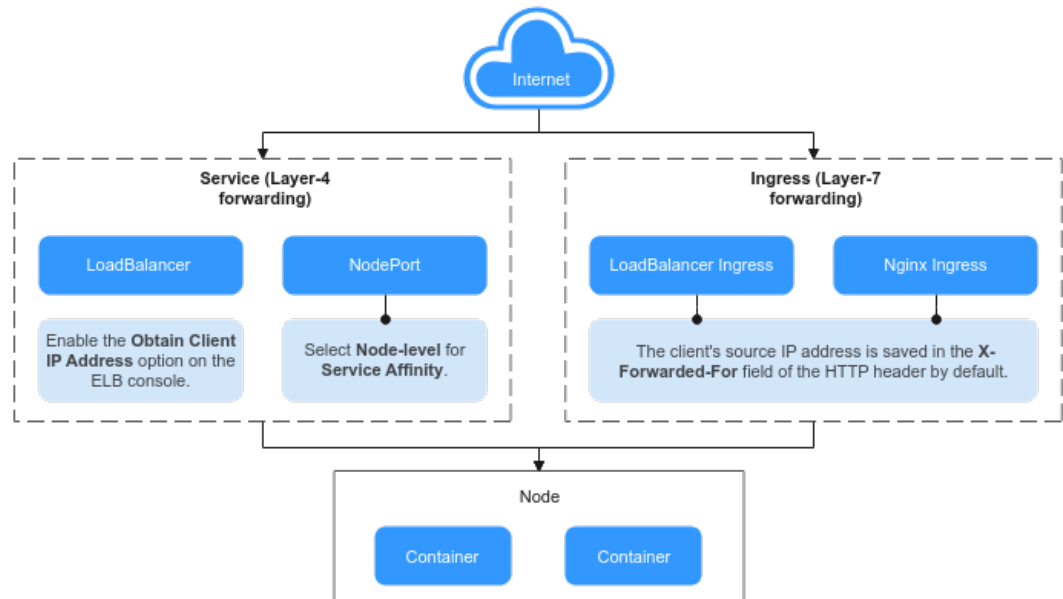 Internet
Service (Layer-4
forwarding)
Ingress (Layer-7
forwarding)
LoadBalancer
NodePort
LoadBalancer Ingress
Nginx Ingress
Enable the Obtain Client
IP Address option on the
ELB console.
Select Node-level for
Service Affinity.
The client's source IP address is saved in the X-
Forwarded-For field of the HTTP header by default.
Node
Container
Container